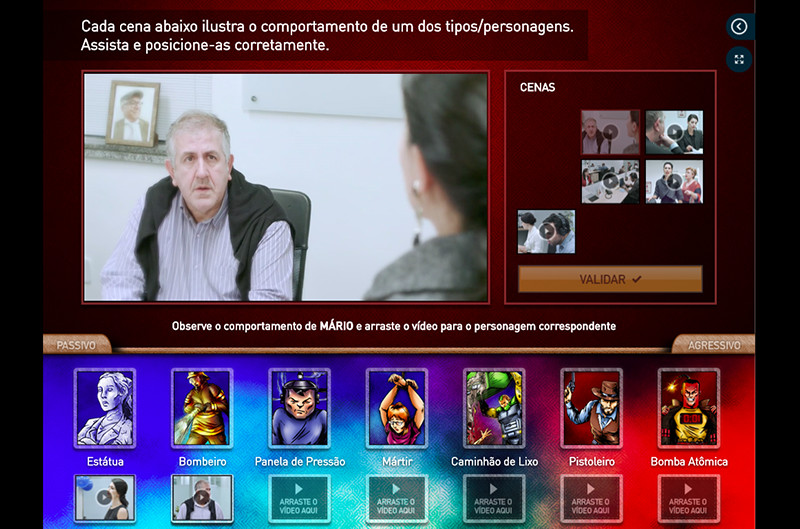 Cada cena abaixo ilustra o comportamento de um dos tipos/personagens.
Assista e posicione-as corretamente.
CENAS
VALIDAR
Observe o comportamento de MÁRIO e arraste o vídeo para o personagem correspondente
PASSIVO
AGRESSIVO
Estátua
Bombeiro
Panela de Pressão
Mártir
Caminhão de Lixo
Pistoleiro
Bomba Atômica
ARRASTE O
VÍDEO AQUI
ARRASTE O
VÍDEO AQUI
ARRASTE O
VÍDEO AQUI
ARRASTE O
VÍDEO AQUI
ARRASTE O
VÍDEO AQUI